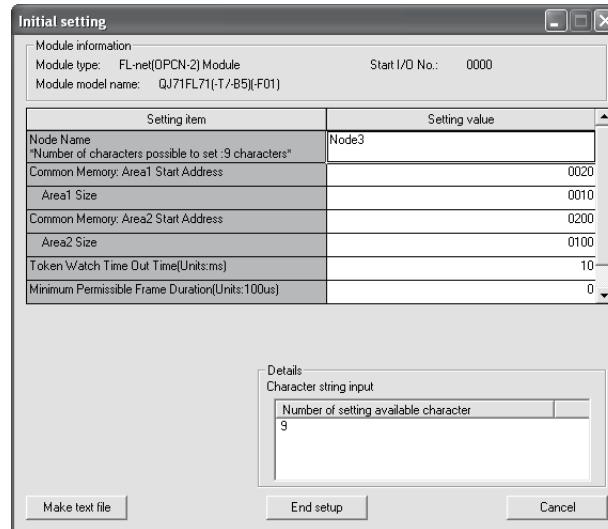 Initial setting
Module information
Module type: FL-net(OPCN-2) Module Start I/O No.: 0000
Module model name: QJ71FL71(-T/-B5)(-F01)
Setting item Setting value
Node Name Node3
*Number of characters possible to set :9 characters*
Common Memory: Area1 Start Address 0020
Area1 Size 0010
Common Memory: Area2 Start Address 0200
Area2 Size 0100
Token Watch Time Out Time(Units:ms) 10
Minimum Permissible Frame Duration(Units:100us) 0
Details
Character string input
Number of setting available character
9
Make text file End setup Cancel